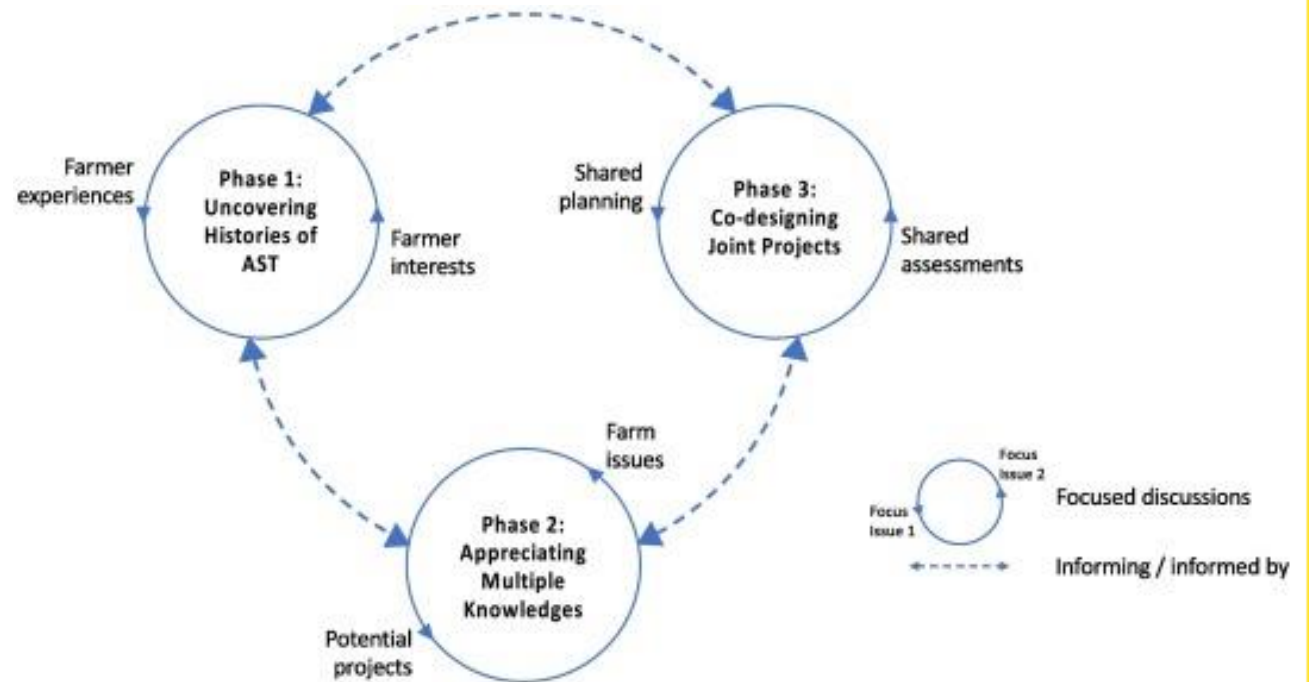 Farmer
experiences
Phase 1:
Uncovering
Histories of
AST
Farmer
interests
Shared
planning
Phase 3:
Co-designing
Joint Projects
Shared
assessments
Farm
issues
Phase 2:
Appreciating
Multiple
Knowledges
Potential
projects
Focus
Issue 2
Focus
Issue 1
Focused discussions
Informing / informed by